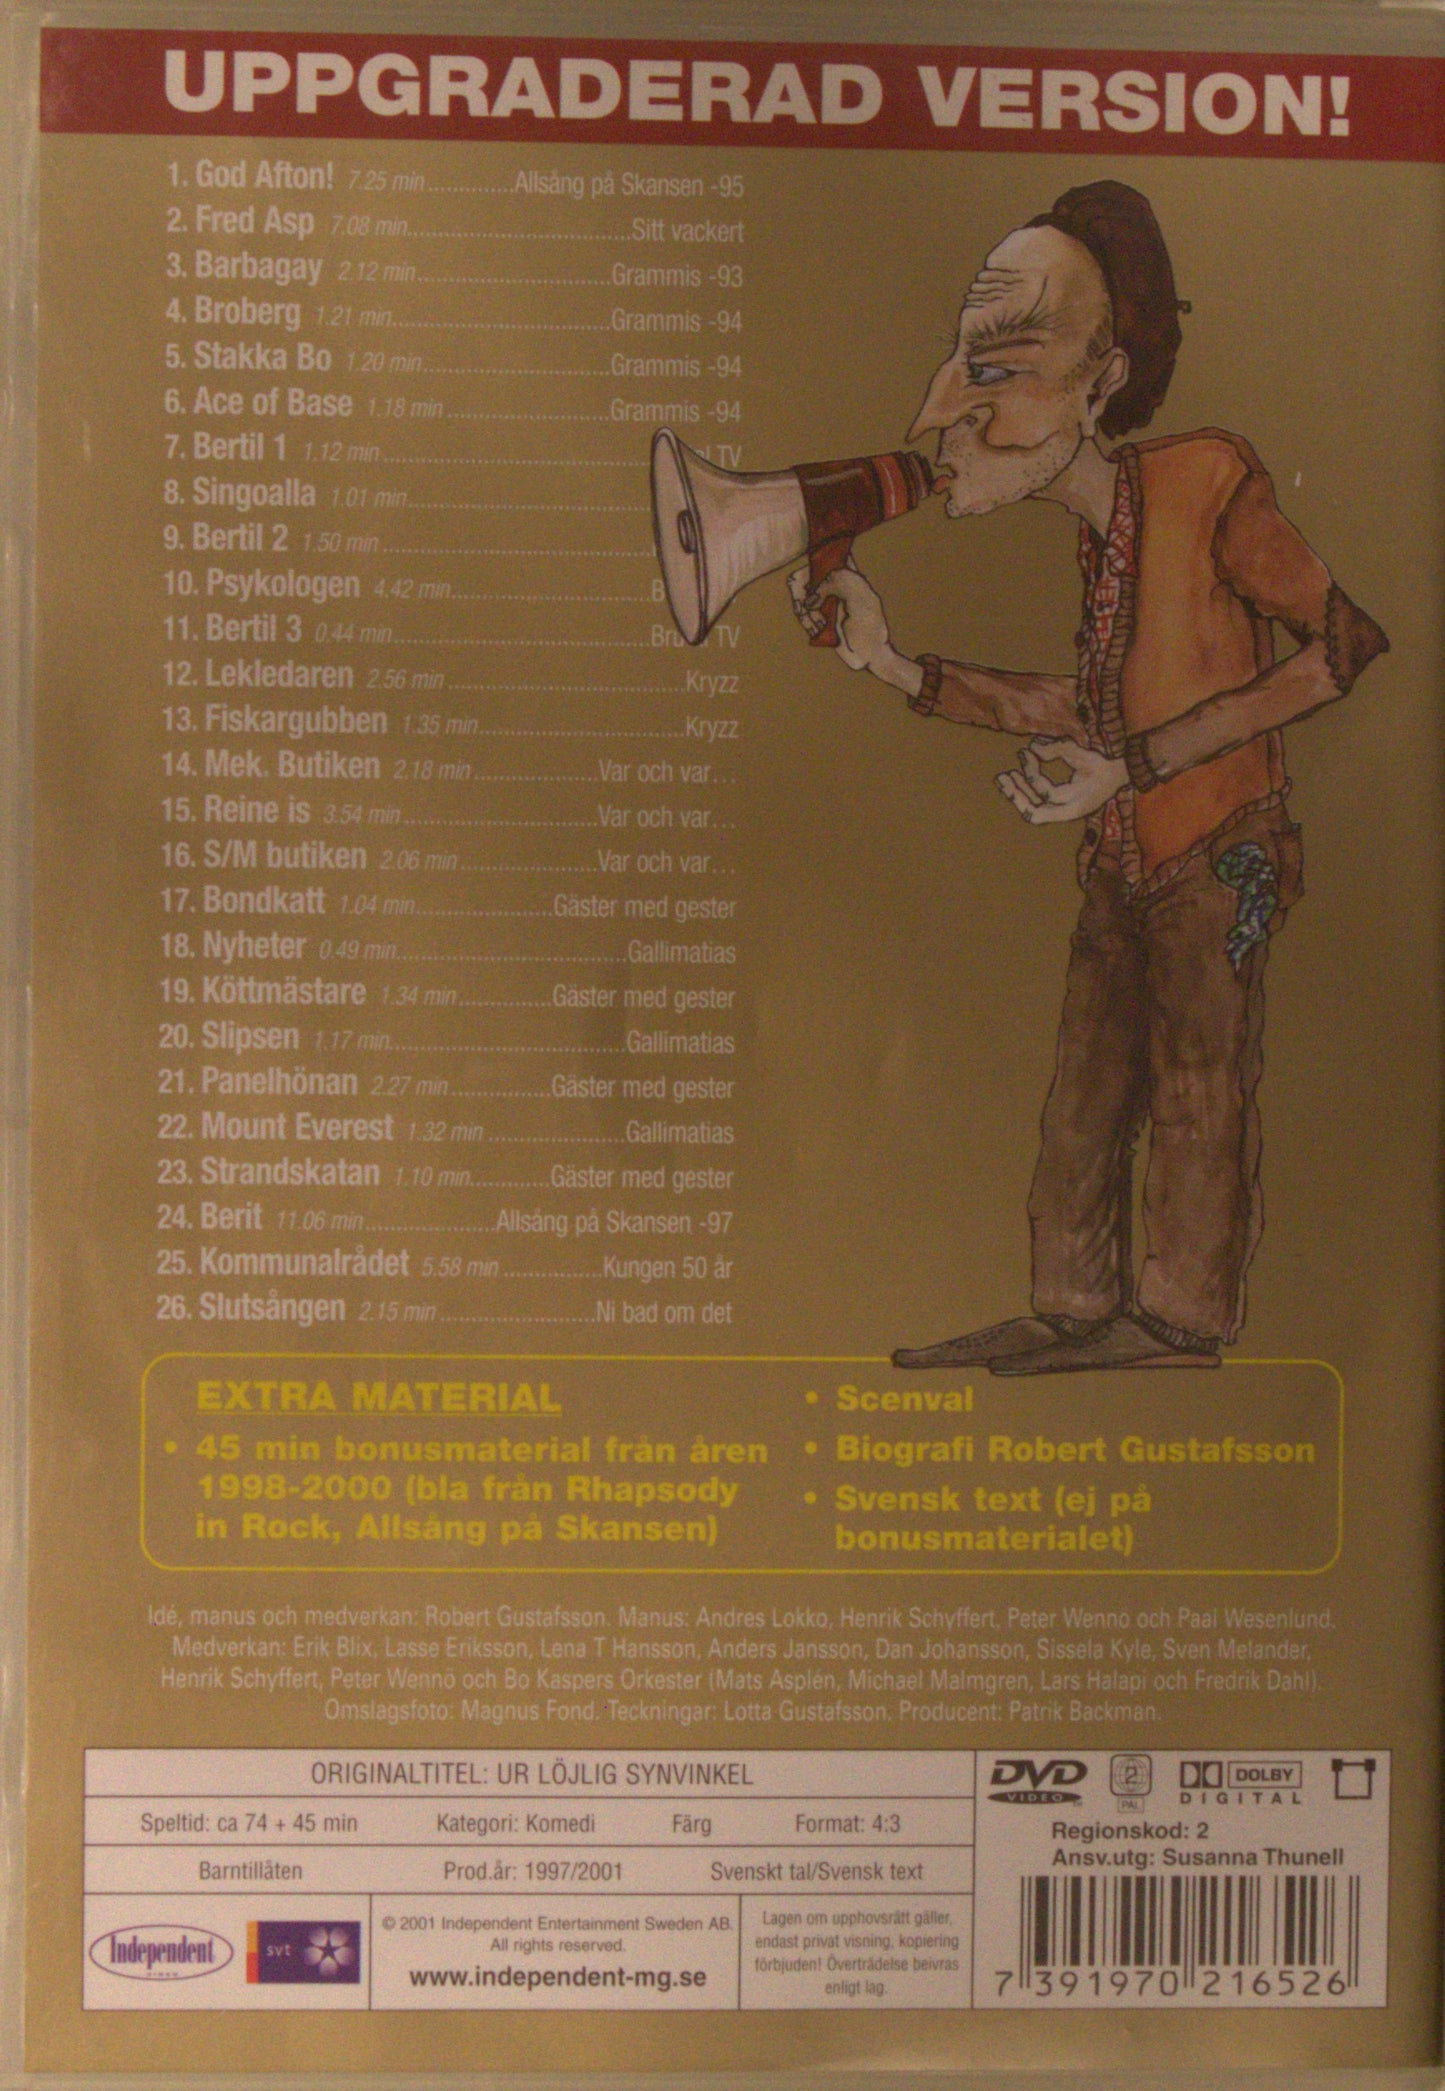 UPPGRADERAD VERSION!
1. God Afton! 7.25 min..............Allsång på Skansen -95
2. Fred Asp 7.08 min....................................Sitt vackert
3. Barbagay 2.12 min................................Grammis -93
4. Broberg 1.21 min....................................Grammis -94
5. Stakka Bo 1.20 min...............................Grammis -94
6. Ace of Base 1.18 min...........................Grammis -94
7. Bertil 1 1.12 min............................................TV
8. Singoalla 1.01 min........................................
9. Bertil 2 1.50 min............................................
10. Psykologen 4.42 min................................
11. Bertil 3 0.44 min..........................................TV
12. Lekledaren 2.56 min.......................................Kryzz
13. Fiskargubben 1.35 min..................................Kryzz
14. Mek. Butiken 2.18 min....................Var och var...
15. Reine is 3.54 min................................Var och var...
16. S/M butiken 2.06 min.......................Var och var...
17. Bondkatt 1.04 min.......................Gäster med gester
18. Nyheter 0.49 min......................................Gallimatias
19. Köttmästare 1.34 min................Gäster med gester
20. Slipsen 1.17 min.......................................Gallimatias
21. Panelhönan 2.27 min.................Gäster med gester
22. Mount Everest 1.32 min.......................Gallimatias
23. Strandskatan 1.10 min.............Gäster med gester
24. Berit 11.06 min......................Allsång på Skansen -97
25. Kommunalrådet 5.58 min.................Kungen 50 år
26. Slutsången 2.15 min..........................Ni bad om det
EXTRA MATERIAL
• 45 min bonusmaterial från åren
1998-2000 (bla från Rhapsody
in Rock, Allsång på Skansen)
• Scenval
• Biografi Robert Gustafsson
• Svensk text (ej på
bonusmaterialet)
Idé, manus och medverkan: Robert Gustafsson. Manus: Andres Lokko, Henrik Schyffert, Peter Wenno och Paal Wesenlund.
Medverkan: Erik Blix, Lasse Eriksson, Lena T Hansson, Anders Jansson, Dan Johansson, Sissela Kyle, Sven Melander,
Henrik Schyffert, Peter Wennö och Bo Kaspers Orkester (Mats Asplén, Michael Malmgren, Lars Halapi och Fredrik Dahl).
Omslagsfoto: Magnus Fond. Teckningar: Lotta Gustafsson. Producent: Patrik Backman.
ORIGINALTITEL: UR LÖJLIG SYNVINKEL
Speltid: ca 74 + 45 min Kategori: Komedi Färg Format: 4:3
Barntillåten Prod.år: 1997/2001 Svenskt tal/Svensk text
Independent
VIDEO
svt
© 2001 Independent Entertainment Sweden AB.
All rights reserved.
www.independent-mg.se
Lagen om upphovsrätt gäller,
endast privat visning, kopiering
förbjuden! Överträdelse beivras
enligt lag.
DVD
VIDEO
2
PAL
DOLBY
DIGITAL
Regionskod: 2
Ansv.utg: Susanna Thunell
7 391970 216526